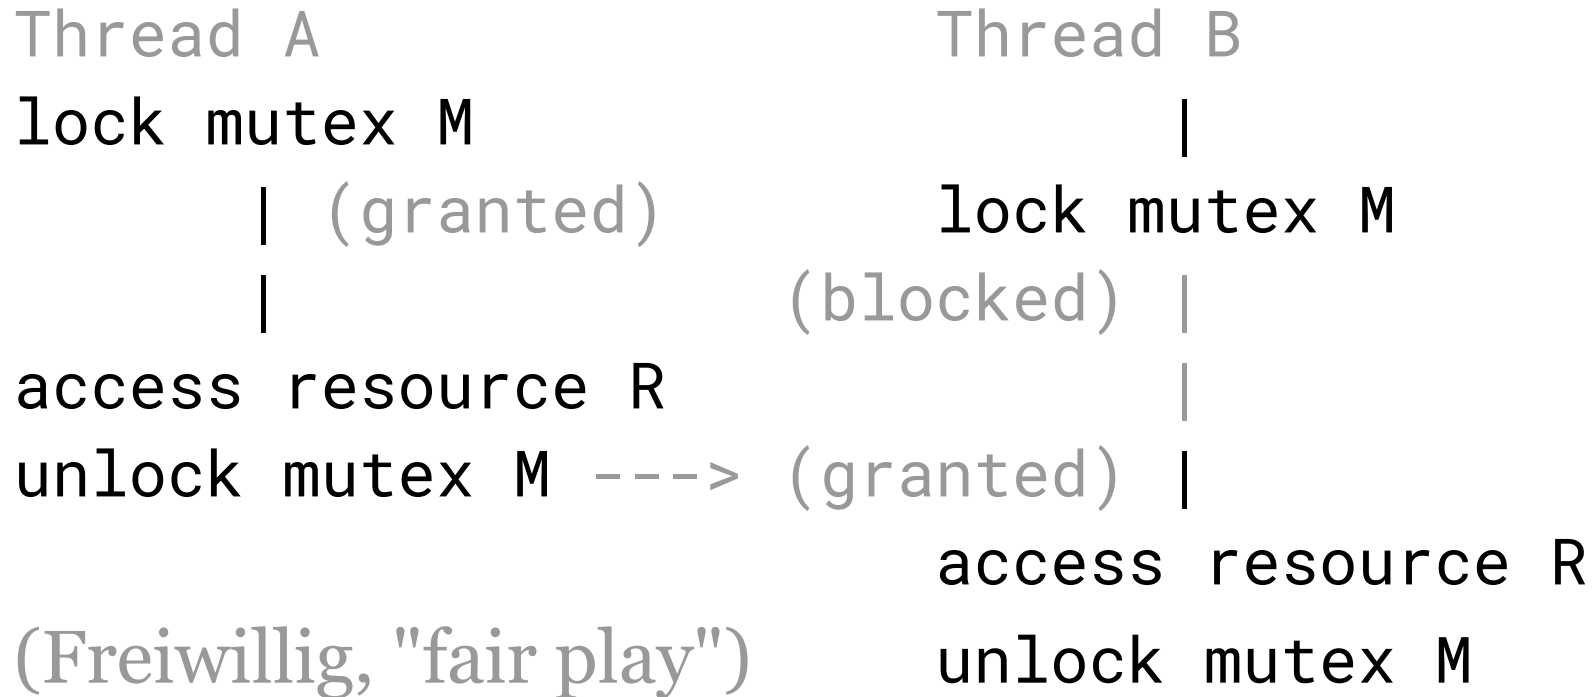 Thread A                     Thread B
lock mutex M                         |
        | (granted)          lock mutex M
        |               (blocked) |
access resource R                    |
unlock mutex M ---> (granted) |
access resource R
(Freiwillig, "fair play")    unlock mutex M